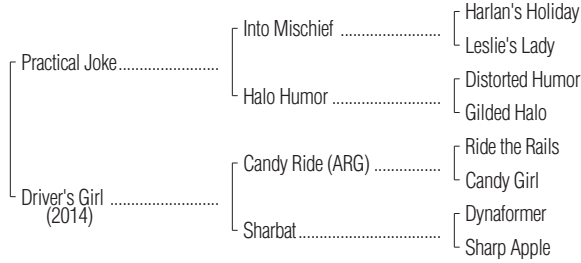 Harlan's Holiday
Into Mischief
Leslie's Lady
Practical Joke
Distorted Humor
Halo Humor
Gilded Halo
Ride the Rails
Candy Ride (ARG)
Candy Girl
Driver's Girl
(2014)
Dynaformer
Sharbat
Sharp Apple